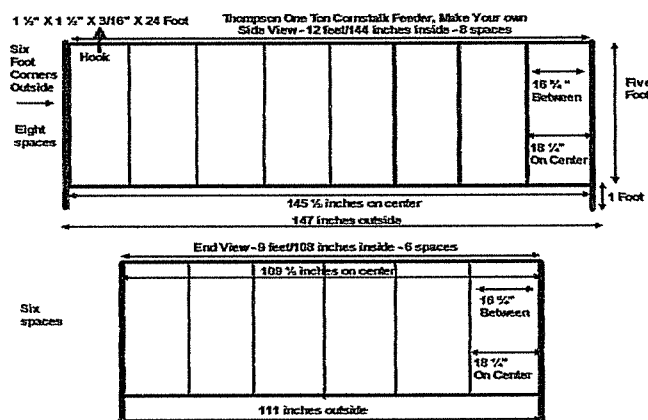 1 ½" X 1 ½" X 3/16" X 24 Foot
Thompson One Ton Cornstalk Feeder, Make Your own
Side View - 12 feet/144 inches inside - 8 spaces
Six
Foot
Corners
Outside
Hook
Eight
spaces
16 ¾"
Between
18 ¼"
On Center
Five
Foot
1 Foot
145 ½ inches on center
147 inches outside
End View - 9 feet/108 inches inside - 6 spaces
109 ½ inches on center
Six
spaces
16 ¾"
Between
18 ¼"
On Center
111 inches outside